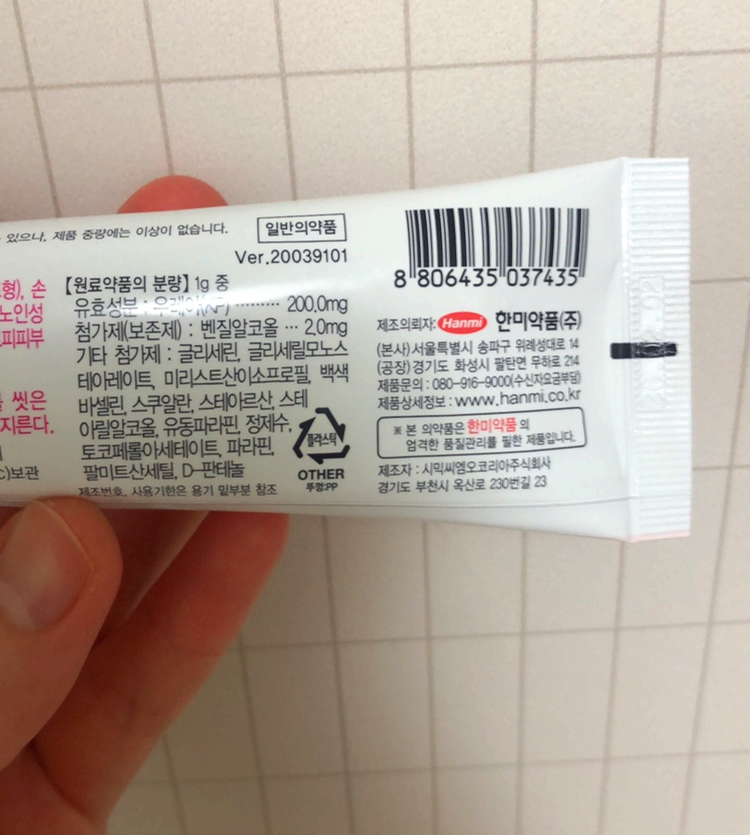 있으나, 제품 중량에는 이상이 없습니다.
일반의약품
Ver.20039101
형), 손
노인성
피피부
씻은
지른다.
)보관
【원료약품의 분량】 1g 중
유효성분 : 우레아(KP) ········· 200.0mg
첨가제(보존제) : 벤질알코올 ··· 2.0mg
기타 첨가제 : 글리세린, 글리세릴모노스
테아레이트, 미리스트산이소프로필, 백색
바셀린, 스쿠알란, 스테아르산, 스테
아릴알코올, 유동파라핀, 정제수,
토코페롤아세테이트, 파라핀,
팔미트산세틸, D-판테놀
제조번호, 사용기한은 용기 밑부분 참조
플라스틱
OTHER
뚜껑:PP
8 806435 037435
제조의뢰자: Hanmi 한미약품(주)
(본사)서울특별시 송파구 위례성대로 14
(공장)경기도 화성시 팔탄면 무하로 214
제품문의 : 080-916-9000(수신자요금부담)
제품상세정보 : www.hanmi.co.kr
※ 본 의약품은 한미약품의
엄격한 품질관리를 필한 제품입니다.
제조자 : 시믹씨엠오코리아주식회사
경기도 부천시 옥산로 230번길 23